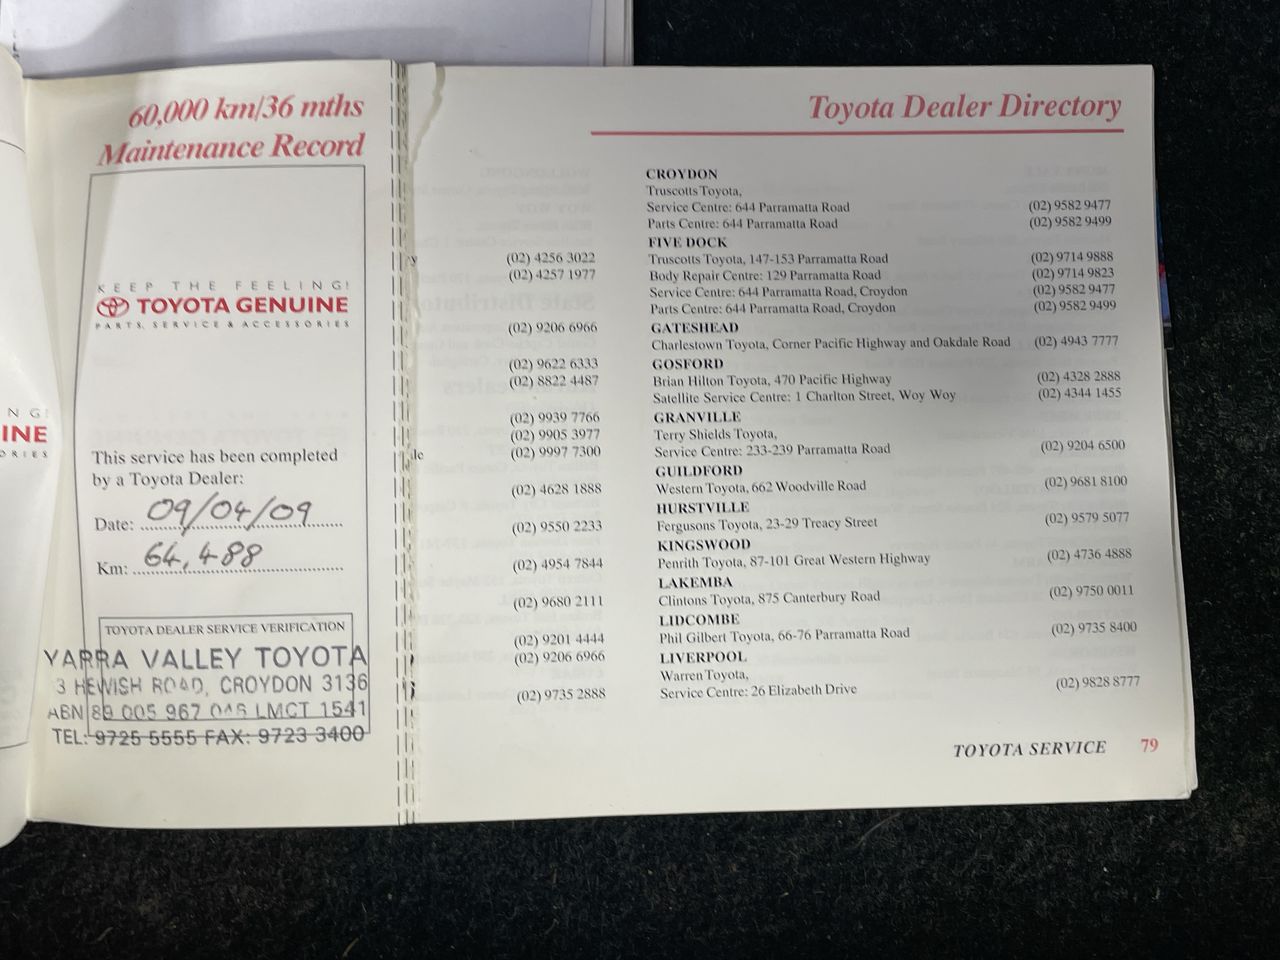 60,000 km/36 mths
Maintenance Record
KEEP THE FEELING!
TOYOTA GENUINE
PARTS, SERVICE & ACCESSORIES
N G!
INE
ORIES
This service has been completed
by a Toyota Dealer:
Date: 09/04/09
Km: 64,488
TOYOTA DEALER SERVICE VERIFICATION
YARRA VALLEY TOYOTA
3 HEWISH ROAD, CROYDON 3136
ABN 89 005 967 046 LMCT 1541
TEL: 9725 5555 FAX: 9723 3400
y (02) 4256 3022
(02) 4257 1977
(02) 9206 6966
(02) 9622 6333
(02) 8822 4487
(02) 9939 7766
(02) 9905 3977
le (02) 9997 7300
(02) 4628 1888
(02) 9550 2233
(02) 4954 7844
(02) 9680 2111
(02) 9201 4444
(02) 9206 6966
(02) 9735 2888
Toyota Dealer Directory
CROYDON
Truscotts Toyota,
Service Centre: 644 Parramatta Road (02) 9582 9477
Parts Centre: 644 Parramatta Road (02) 9582 9499
FIVE DOCK
Truscotts Toyota, 147-153 Parramatta Road (02) 9714 9888
Body Repair Centre: 129 Parramatta Road (02) 9714 9823
Service Centre: 644 Parramatta Road, Croydon (02) 9582 9477
Parts Centre: 644 Parramatta Road, Croydon (02) 9582 9499
GATESHEAD
Charlestown Toyota, Corner Pacific Highway and Oakdale Road (02) 4943 7777
GOSFORD
Brian Hilton Toyota, 470 Pacific Highway (02) 4328 2888
Satellite Service Centre: 1 Charlton Street, Woy Woy (02) 4344 1455
GRANVILLE
Terry Shields Toyota,
Service Centre: 233-239 Parramatta Road (02) 9204 6500
GUILDFORD
Western Toyota, 662 Woodville Road (02) 9681 8100
HURSTVILLE
Fergusons Toyota, 23-29 Treacy Street (02) 9579 5077
KINGSWOOD
Penrith Toyota, 87-101 Great Western Highway (02) 4736 4888
LAKEMBA
Clintons Toyota, 875 Canterbury Road (02) 9750 0011
LIDCOMBE
Phil Gilbert Toyota, 66-76 Parramatta Road (02) 9735 8400
LIVERPOOL
Warren Toyota,
Service Centre: 26 Elizabeth Drive (02) 9828 8777
TOYOTA SERVICE 79